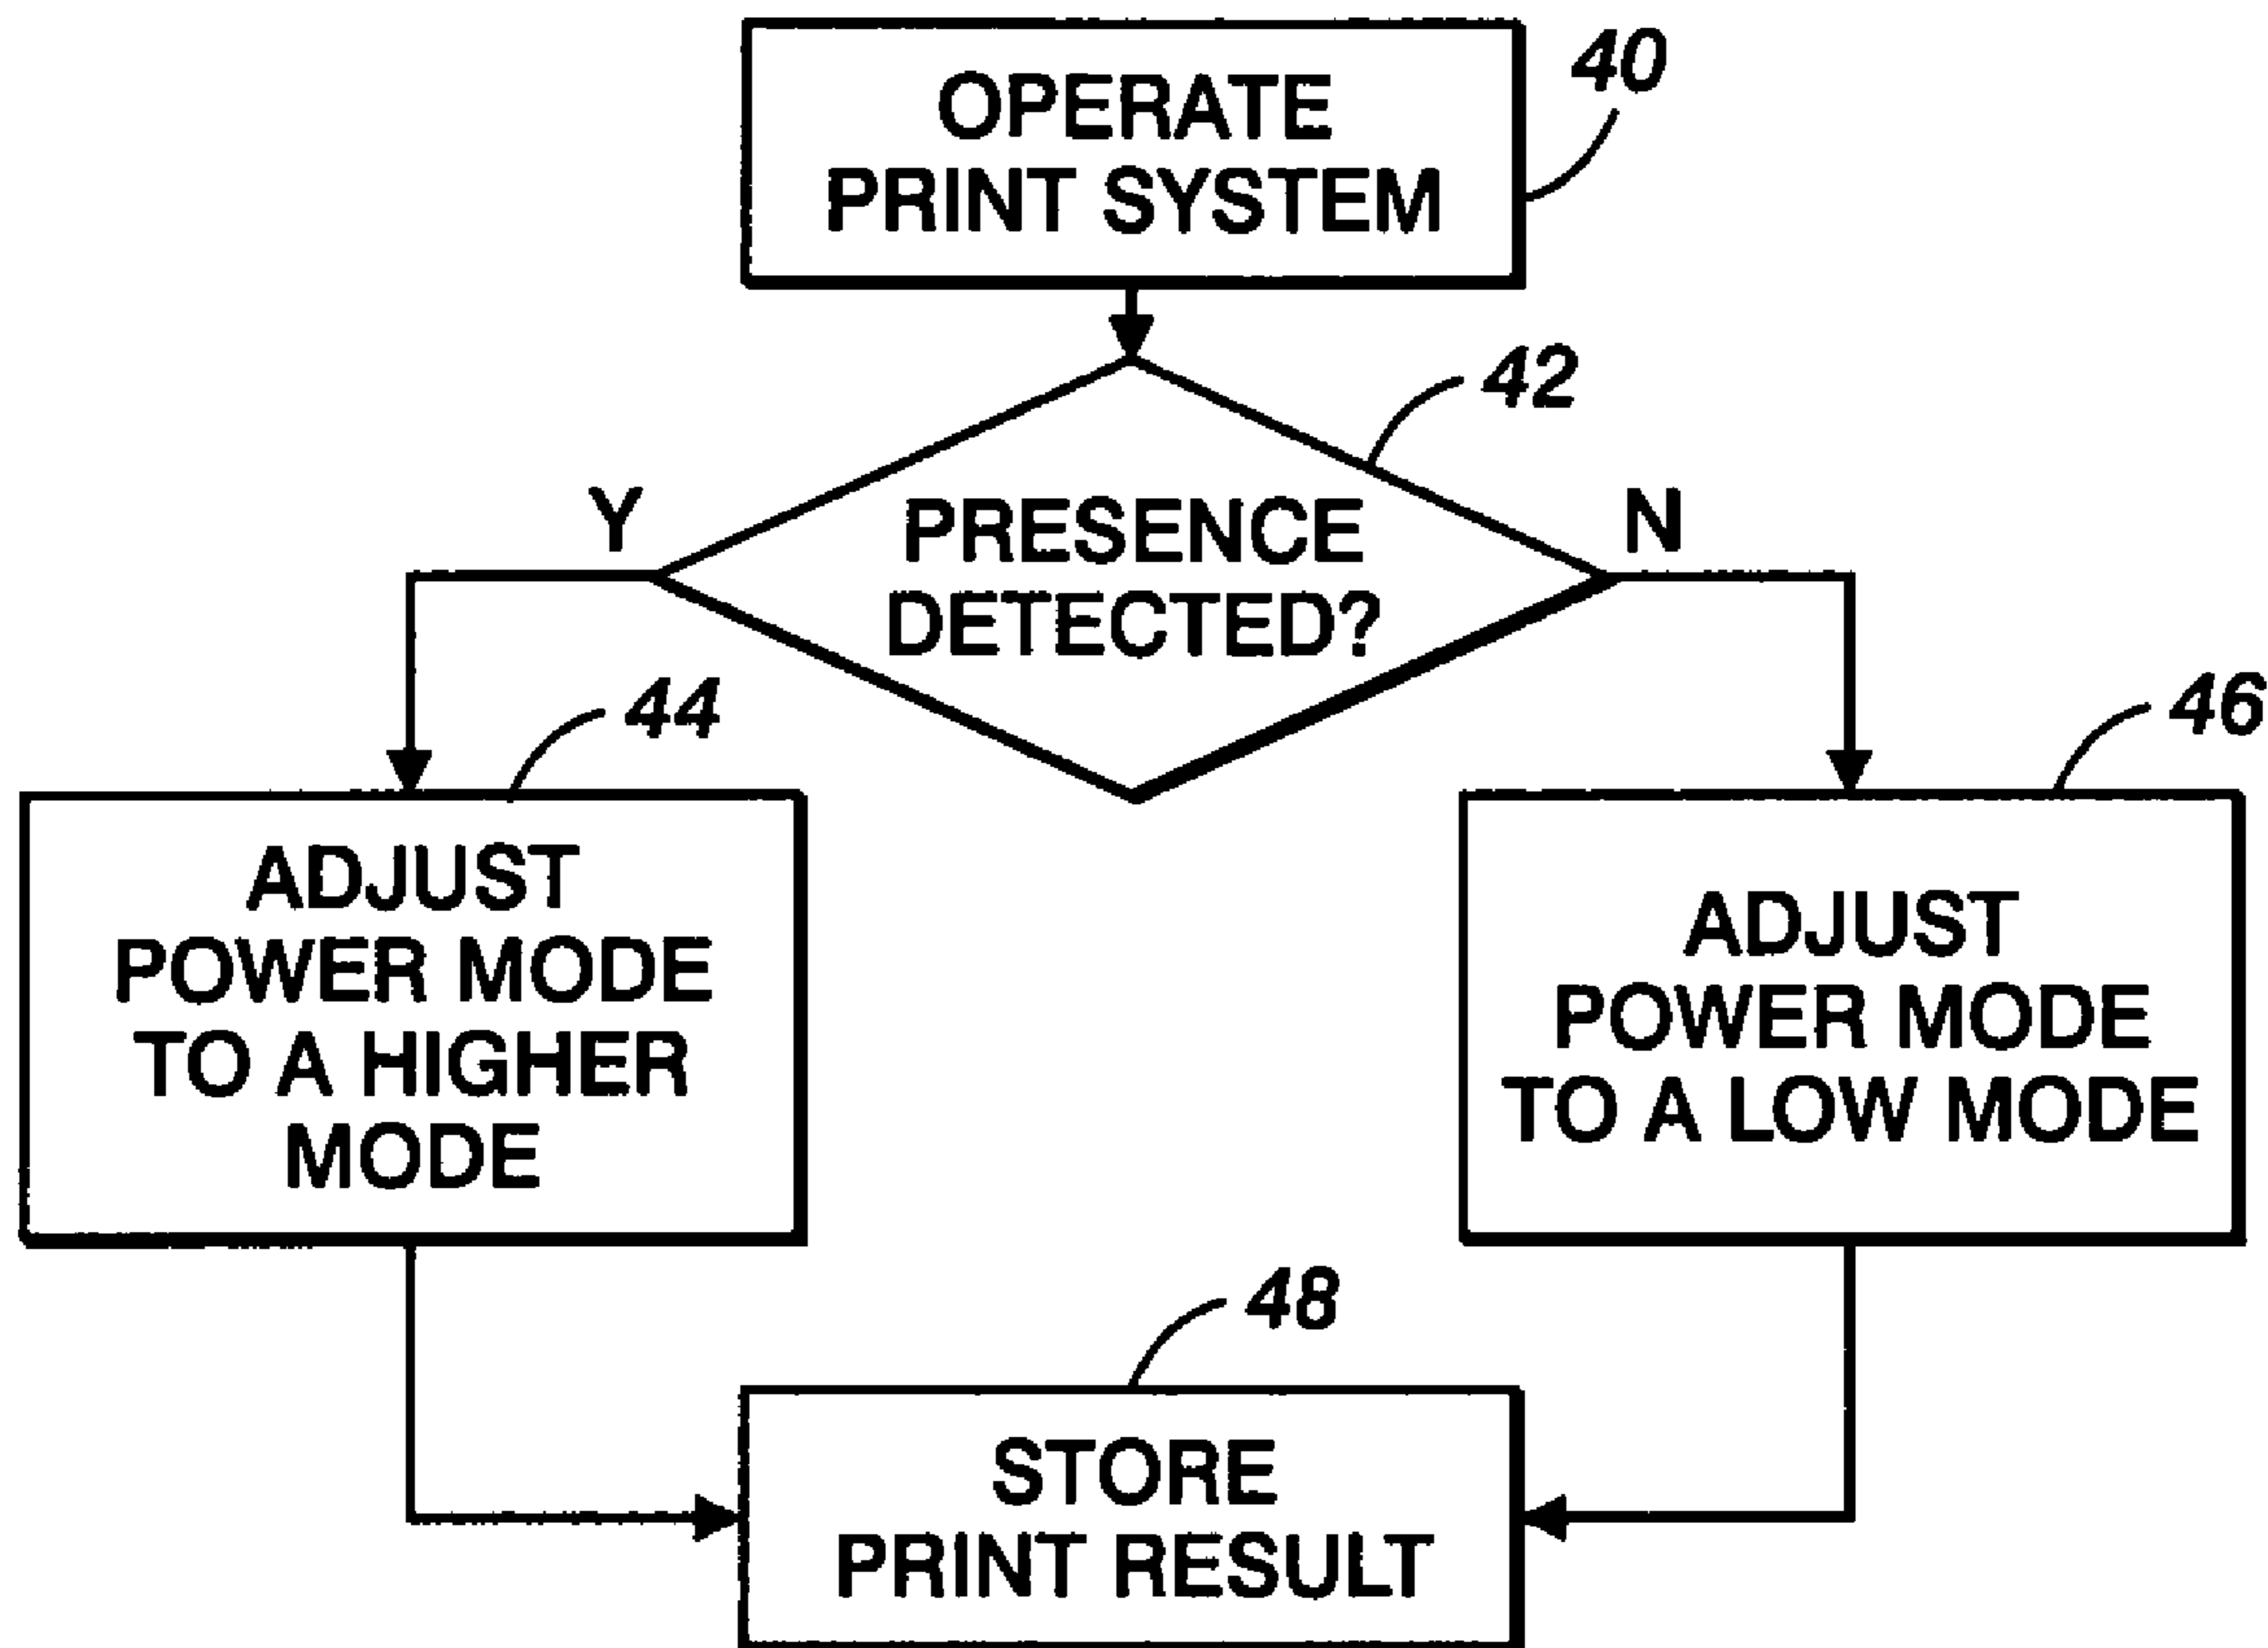 OPERATE
PRINT SYSTEM
40
42
Y
PRESENCE
DETECTED?
N
44
46
ADJUST
POWER MODE
TO A HIGHER
MODE
ADJUST
POWER MODE
TO A LOW MODE
48
STORE
PRINT RESULT